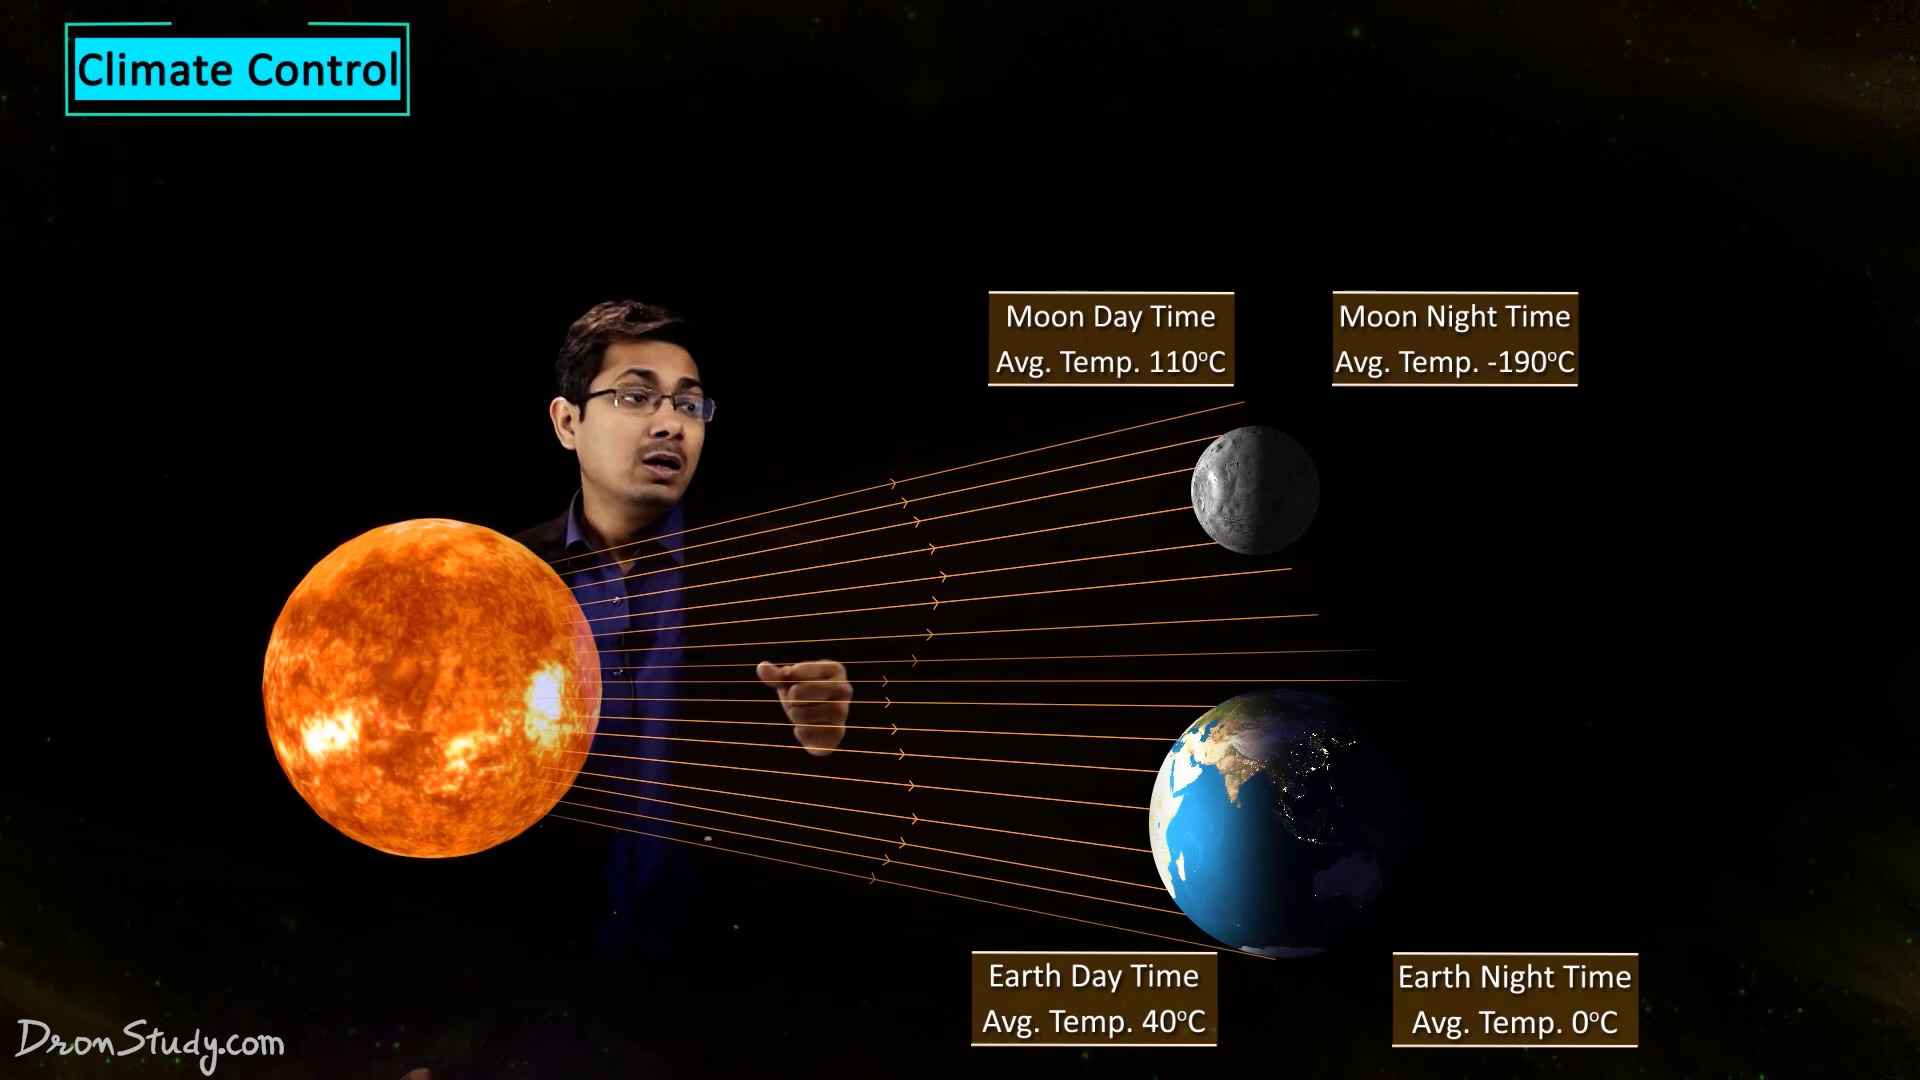 Climate Control
Moon Day Time
Avg. Temp. 110°C
Moon Night Time
Avg. Temp. -190°C
Earth Day Time
Avg. Temp. 40°C
Earth Night Time
Avg. Temp. 0°C
DronStudy.com